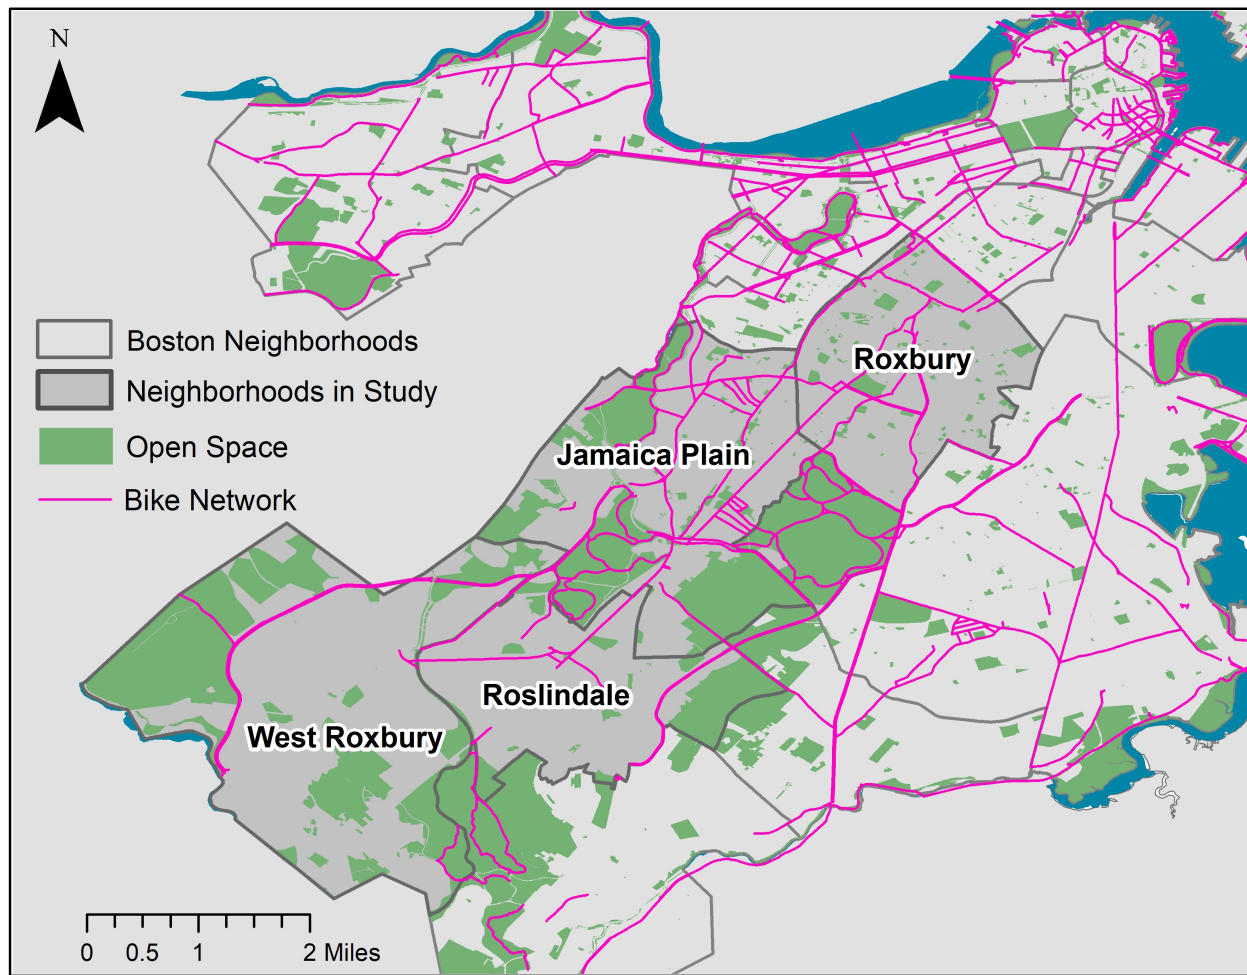 N
Boston Neighborhoods
Neighborhoods in Study
Open Space
Bike Network
Roxbury
Jamaica Plain
Roslindale
West Roxbury
0 0.5 1 2 Miles